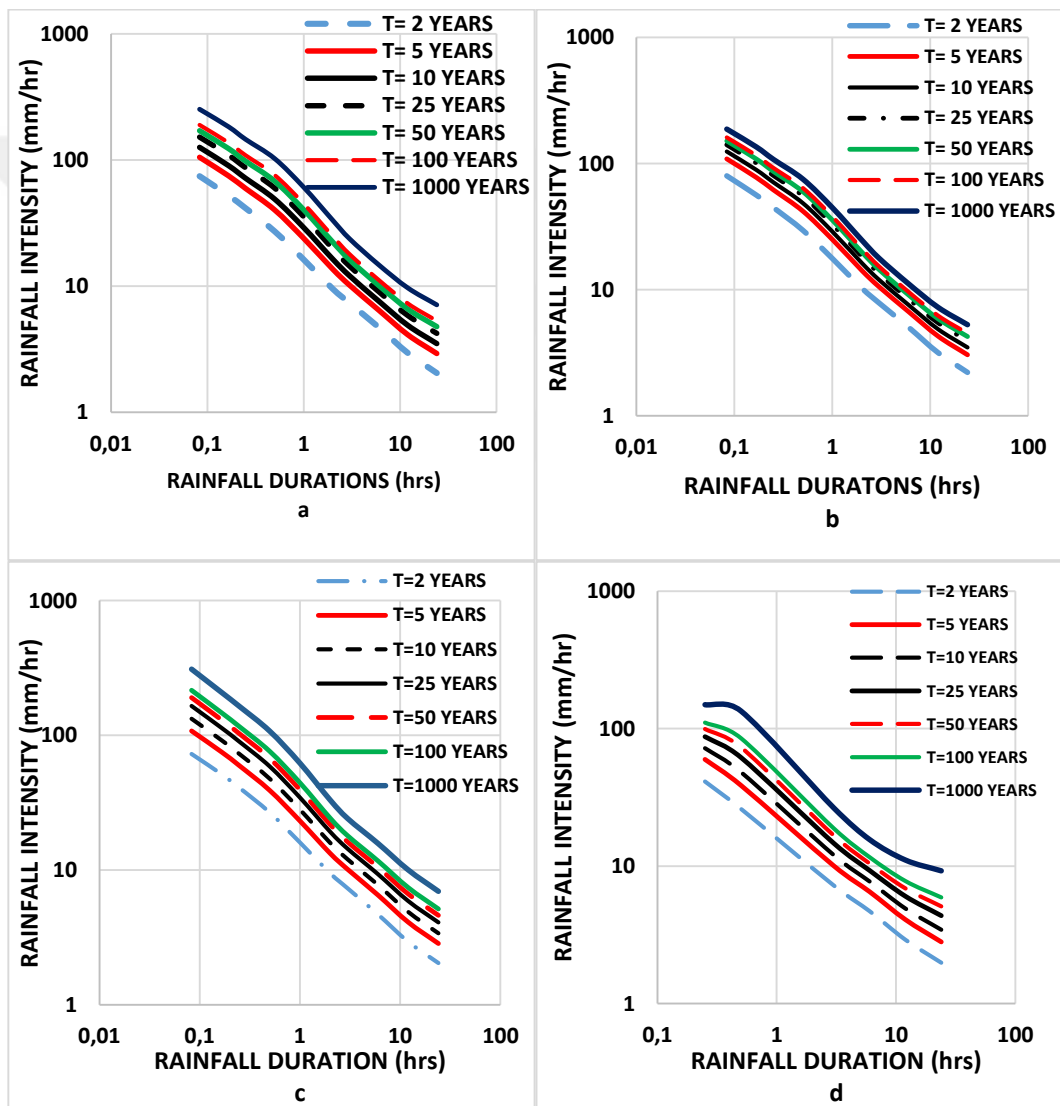 T= 2 YEARS
T= 5 YEARS
T= 10 YEARS
T= 25 YEARS
T= 50 YEARS
T= 100 YEARS
T= 1000 YEARS
1000
100
10
1
0,01
0,1
1
10
100
RAINFALL INTENSITY (mm/hr)
RAINFALL DURATIONS (hrs)
a
T= 2 YEARS
T= 5 YEARS
T= 10 YEARS
T= 25 YEARS
T= 50 YEARS
T= 100 YEARS
T= 1000 YEARS
1000
100
10
1
0,01
0,1
1
10
100
RAINFALL INTENSITY (mm/hr)
RAINFALL DURATONS (hrs)
b
T=2 YEARS
T=5 YEARS
T=10 YEARS
T=25 YEARS
T=50 YEARS
T=100 YEARS
T=1000 YEARS
1000
100
10
1
0,01
0,1
1
10
100
RAINFALL INTENSITY (mm/hr)
RAINFALL DURATION (hrs)
c
T=2 YEARS
T= 5 YEARS
T=10 YEARS
T=25 YEARS
T=50 YEARS
T= 100 YEARS
T= 1000 YEARS
1000
100
10
1
0,1
1
10
100
RAINFALL INTENSITY (mm/hr)
RAINFALL DURATION (hrs)
d